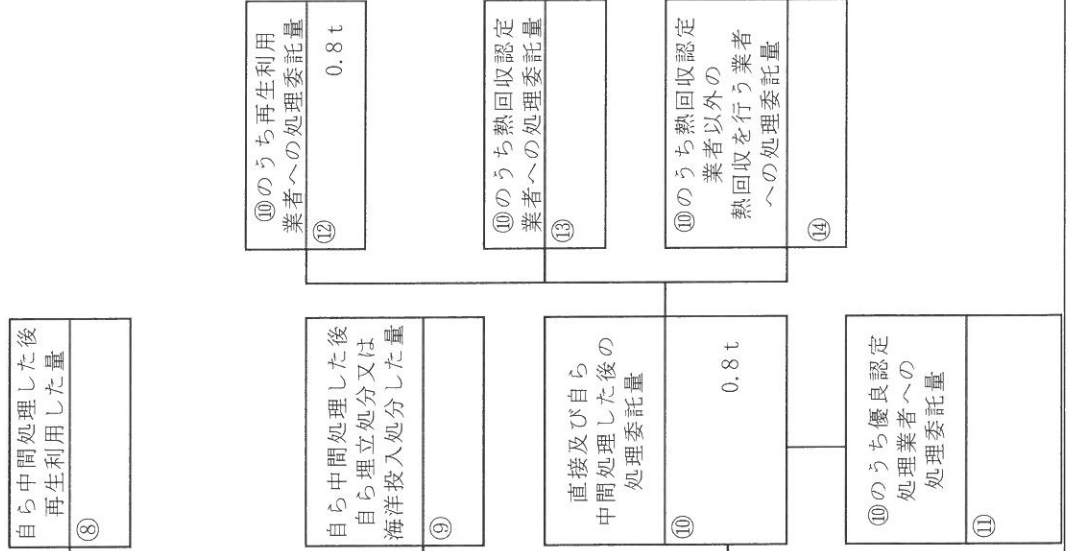 自ら中間処理した後
再生利用した量
⑧
自ら中間処理した後
自ら埋立処分又は
海洋投入処分した量
⑨
直接及び自ら
中間処理した後の
処理委託量
⑩
0.8t
⑩のうち優良認定
処理業者への
処理委託量
⑪
⑩のうち再生利用
業者への処理委託量
⑫
0.8t
⑩のうち熱回収認定
業者への処理委託量
⑬
⑩のうち熱回収認定
業者以外の
熱回収を行う業者
への処理委託量
⑭